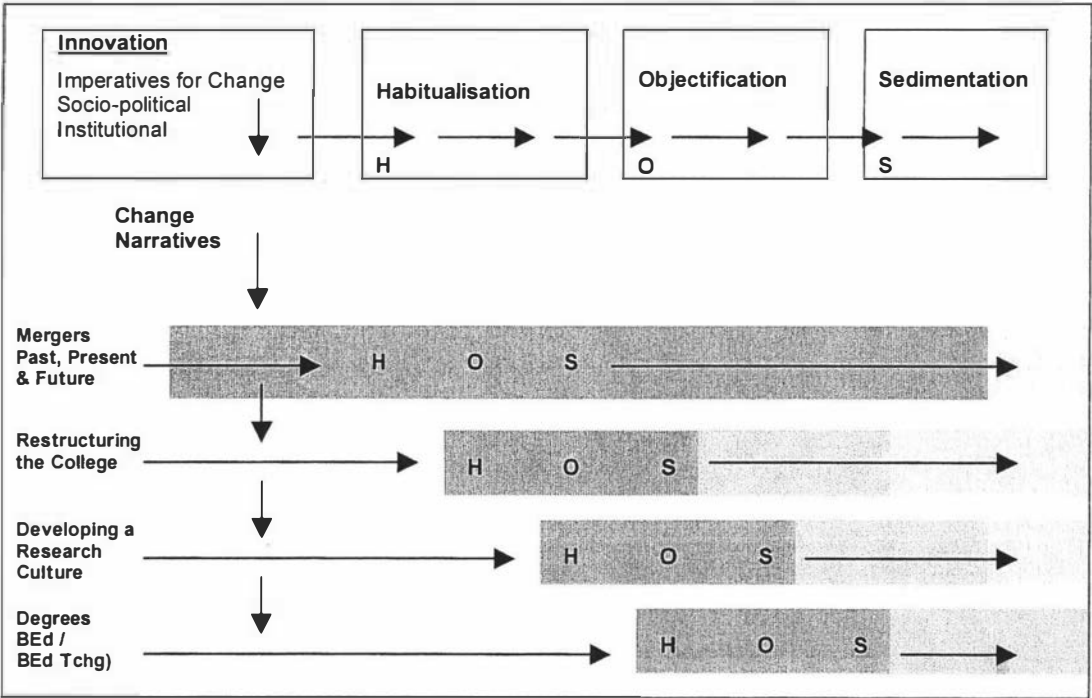 Innovation
Imperatives for Change
Socio-political
Institutional
Habitualisation
H
Objectification
O
Sedimentation
S
Change
Narratives
Mergers
Past, Present
& Future
H O S
Restructuring
the College
H O S
Developing a
Research
Culture
H O S
Degrees
BEd /
BEd Tchg)
H O S